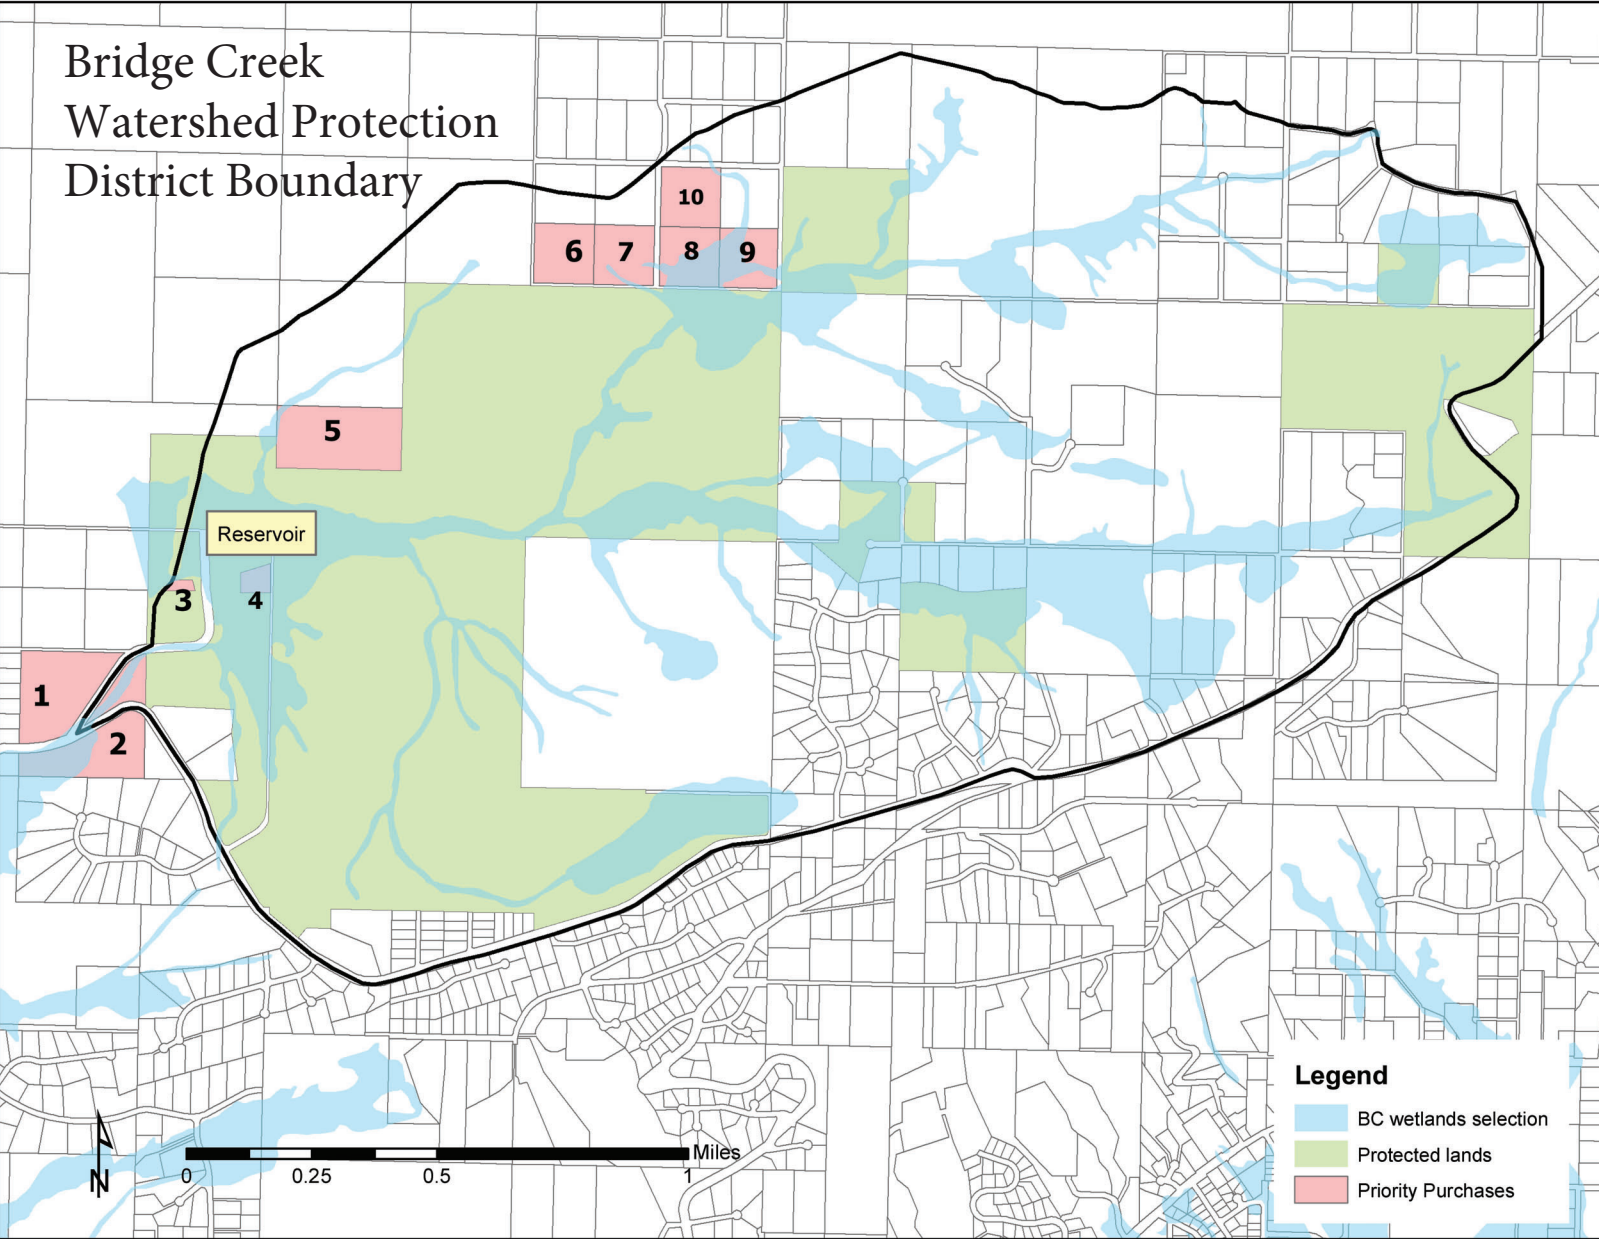 Bridge Creek
Watershed Protection
District Boundary
10
6
7
8
9
5
Reservoir
3
4
1
2
Legend
BC wetlands selection
Protected lands
Priority Purchases
Miles
0
0.25
0.5
1
N